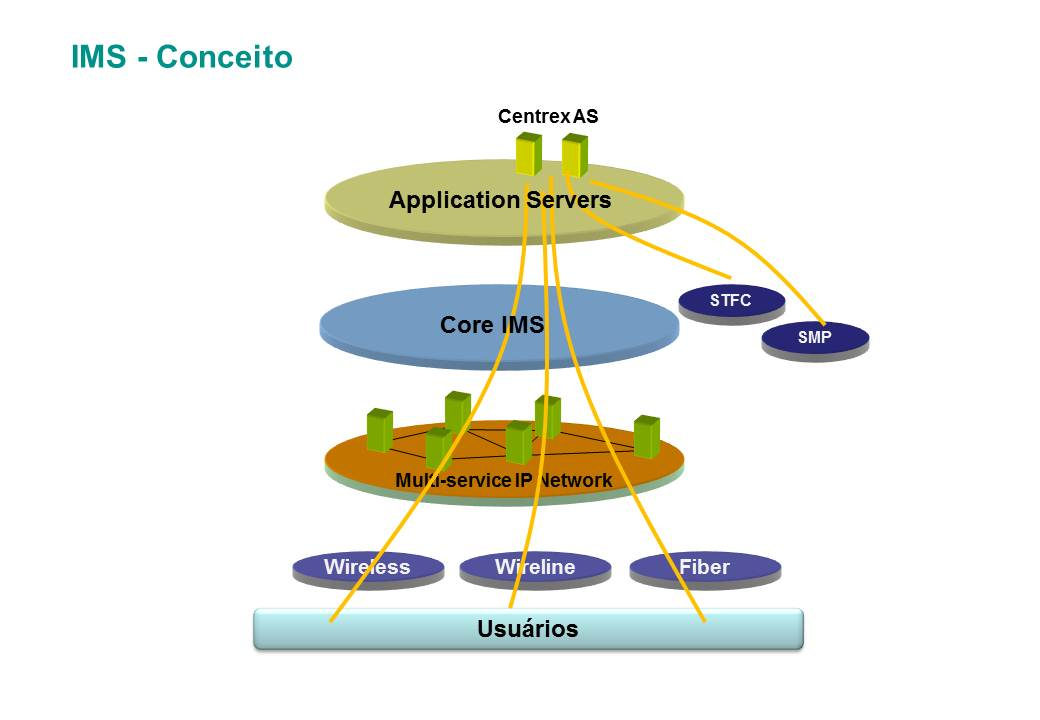 IMS - Conceito
Centrex AS
Application Servers
STFC
Core IMS
SMP
Multi-service IP Network
Wireless
Wireline
Fiber
Usuários